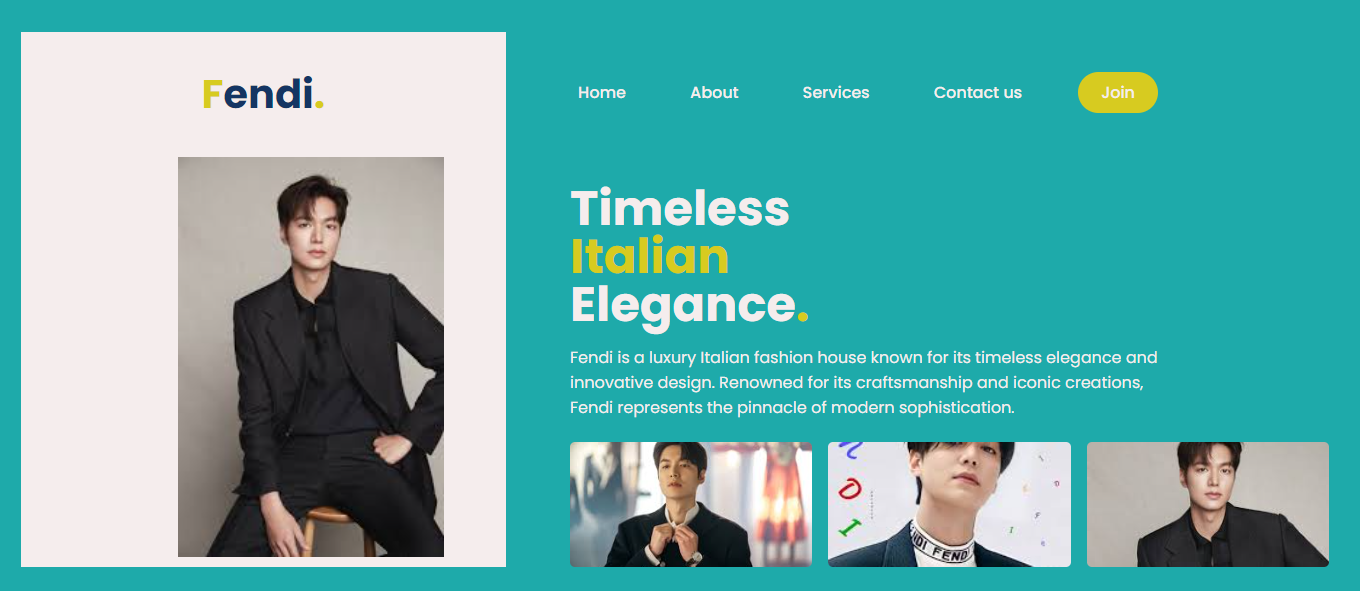 Fendi.
Home About Services Contact us Join
Timeless
Italian
Elegance.
Fendi is a luxury Italian fashion house known for its timeless elegance and
innovative design. Renowned for its craftsmanship and iconic creations,
Fendi represents the pinnacle of modern sophistication.
FENDI